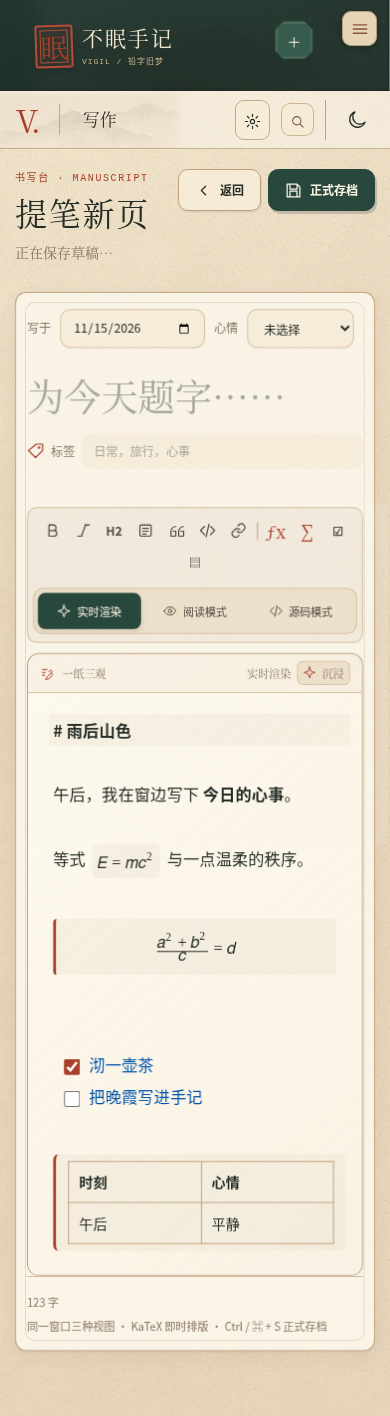 眠
不眠手记
VIGIL / 铅字旧梦
+
V.
写作
书写台 · MANUSCRIPT
提笔新页
返回
正式存档
正在保存草稿…
写于 11/15/2026 心情 未选择
为今天题字……
标签 日常，旅行，心事
B I H2 66 </> ƒx ∑ ☑
▤
实时渲染 阅读模式 </> 源码模式
一纸三观 实时渲染 沉浸
# 雨后山色
午后，我在窗边写下 今日的心事。
等式 E = mc² 与一点温柔的秩序。
a² + b²
c
= d
沏一壶茶
把晚霞写进手记
时刻 心情
午后 平静
123 字
同一窗口三种视图 · KaTeX 即时排版 · Ctrl / ⌘ + S 正式存档